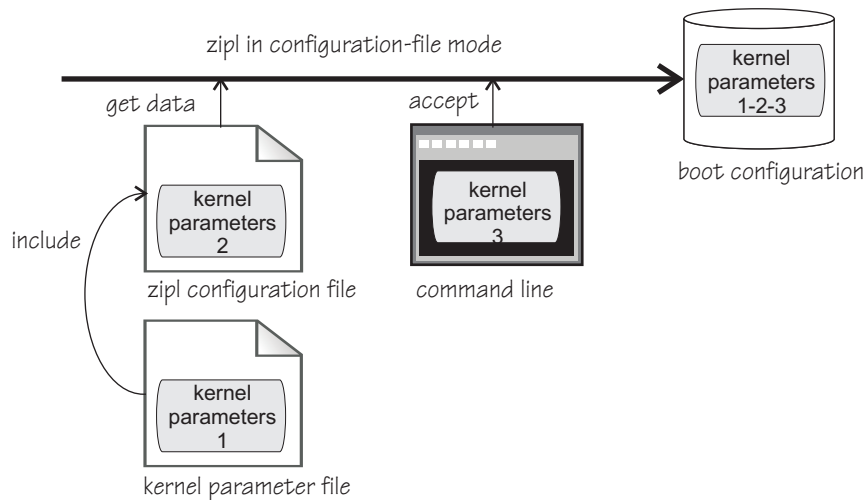 zipl in configuration-file mode
kernel
parameters
1-2-3
boot configuration
get data
accept
kernel
parameters
2
zipl configuration file
kernel
parameters
3
command line
include
kernel
parameters
1
kernel parameter file